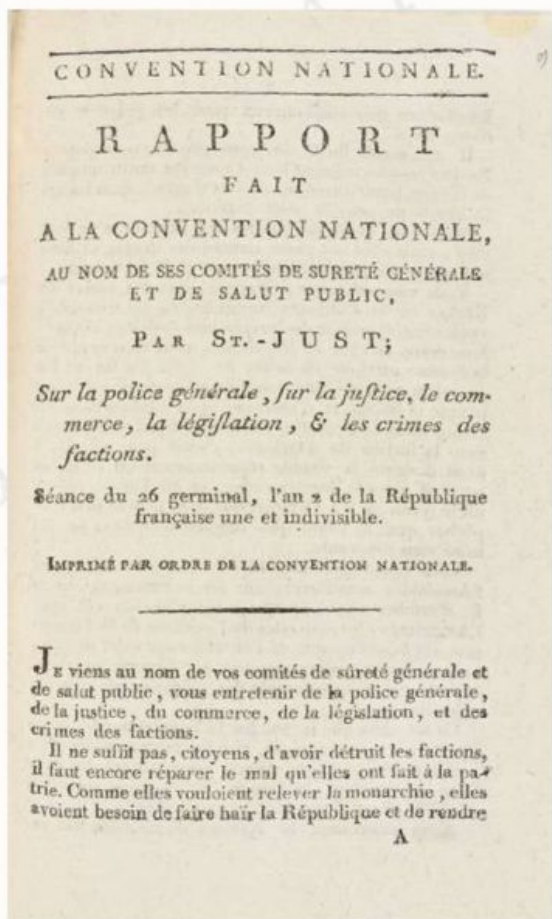 CONVENTION NATIONALE.
RAPPORT
FAIT
A LA CONVENTION NATIONALE,
AU NOM DE SES COMITÉS DE SURETÉ GÉNÉRALE
ET DE SALUT PUBLIC,
PAR ST.-JUST;
Sur la police générale, ſur la juſtice, le com-
merce, la légiſlation, & les crimes des
factions.
Séance du 26 germinal, l'an 2 de la République
française une et indivisible.
IMPRIMÉ PAR ORDRE DE LA CONVENTION NATIONALE.
JE viens au nom de vos comités de sûreté générale et
de salut public, vous entretenir de la police générale,
de la justice, du commerce, de la législation, et des
crimes des factions.
Il ne suffit pas, citoyens, d'avoir détruit les factions,
il faut encore réparer le mal qu'elles ont fait à la pa-
trie. Comme elles vouloient relever la monarchie, elles
avoient besoin de faire haïr la République et de rendre
A